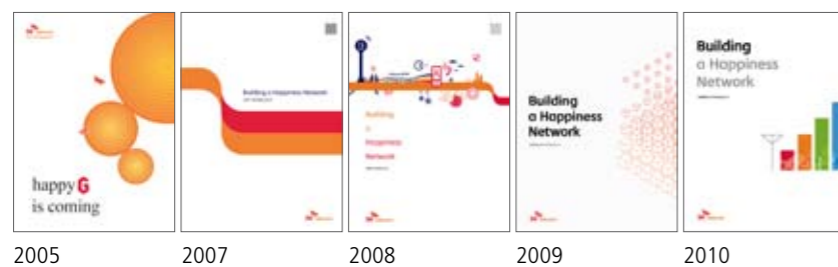 happy G
is coming
2005
Building a Happiness Network
2007
Building
a
Happiness
Network
2008
Building
a Happiness
Network
2009
Building
a Happiness
Network
2010